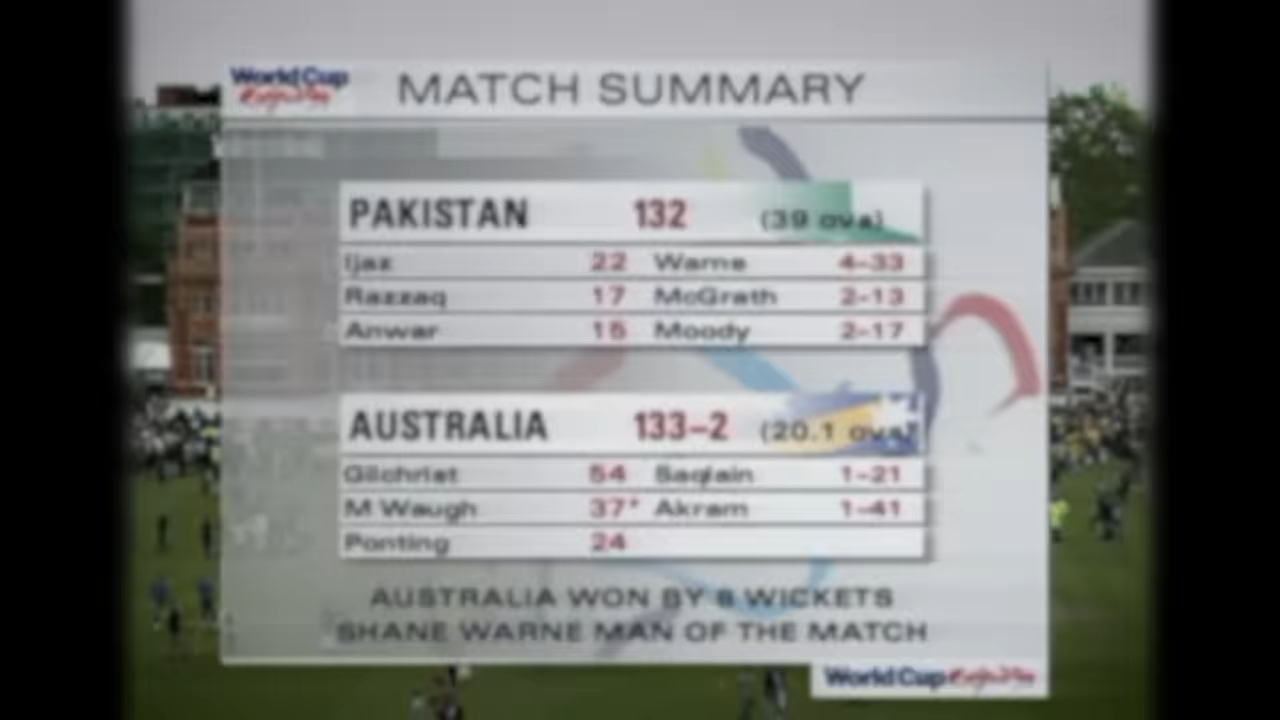 World Cup
MATCH SUMMARY
PAKISTAN 132 (39 ovs)
Ijaz 22 Warne 4-33
Razzaq 17 McGrath 2-13
Anwar 15 Moody 2-17
AUSTRALIA 133-2 (20.1 ovs)
Gilchrist 54 Saqlain 1-21
M Waugh 37* Akram 1-41
Ponting 24
AUSTRALIA WON BY 8 WICKETS
SHANE WARNE MAN OF THE MATCH
World Cup